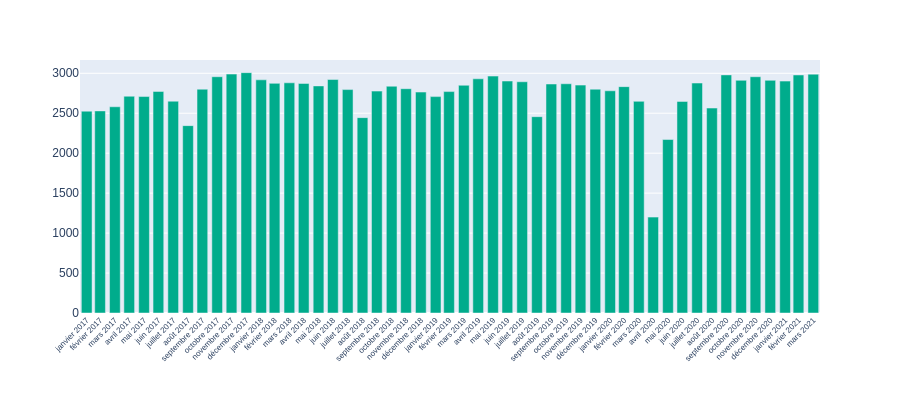 3000
2500
2000
1500
1000
500
0
janvier 2017
février 2017
mars 2017
avril 2017
mai 2017
juin 2017
juillet 2017
août 2017
septembre 2017
octobre 2017
novembre 2017
décembre 2017
janvier 2018
février 2018
mars 2018
avril 2018
mai 2018
juin 2018
juillet 2018
août 2018
septembre 2018
octobre 2018
novembre 2018
décembre 2018
janvier 2019
février 2019
mars 2019
avril 2019
mai 2019
juin 2019
juillet 2019
août 2019
septembre 2019
octobre 2019
novembre 2019
décembre 2019
janvier 2020
février 2020
mars 2020
avril 2020
mai 2020
juin 2020
juillet 2020
août 2020
septembre 2020
octobre 2020
novembre 2020
décembre 2020
janvier 2021
février 2021
mars 2021